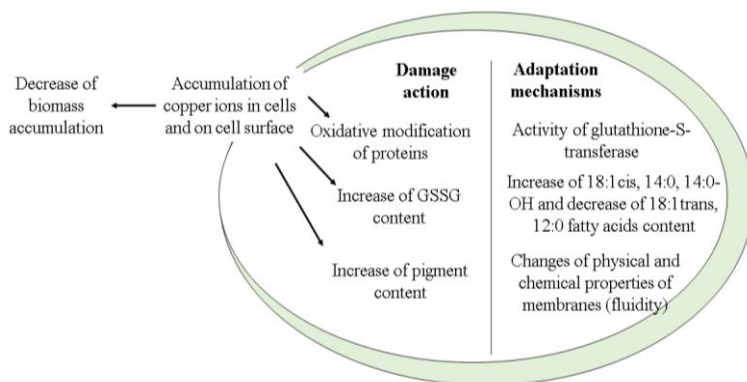 Decrease of
biomass
accumulation
Accumulation of
copper ions in cells
and on cell surface
Damage
action
Oxidative modification
of proteins
Increase of GSSG
content
Increase of pigment
content
Adaptation
mechanisms
Activity of glutathione-S-
transferase
Increase of 18:1cis, 14:0, 14:0-
OH and decrease of 18:1trans,
12:0 fatty acids content
Changes of physical and
chemical properties of
membranes (fluidity)